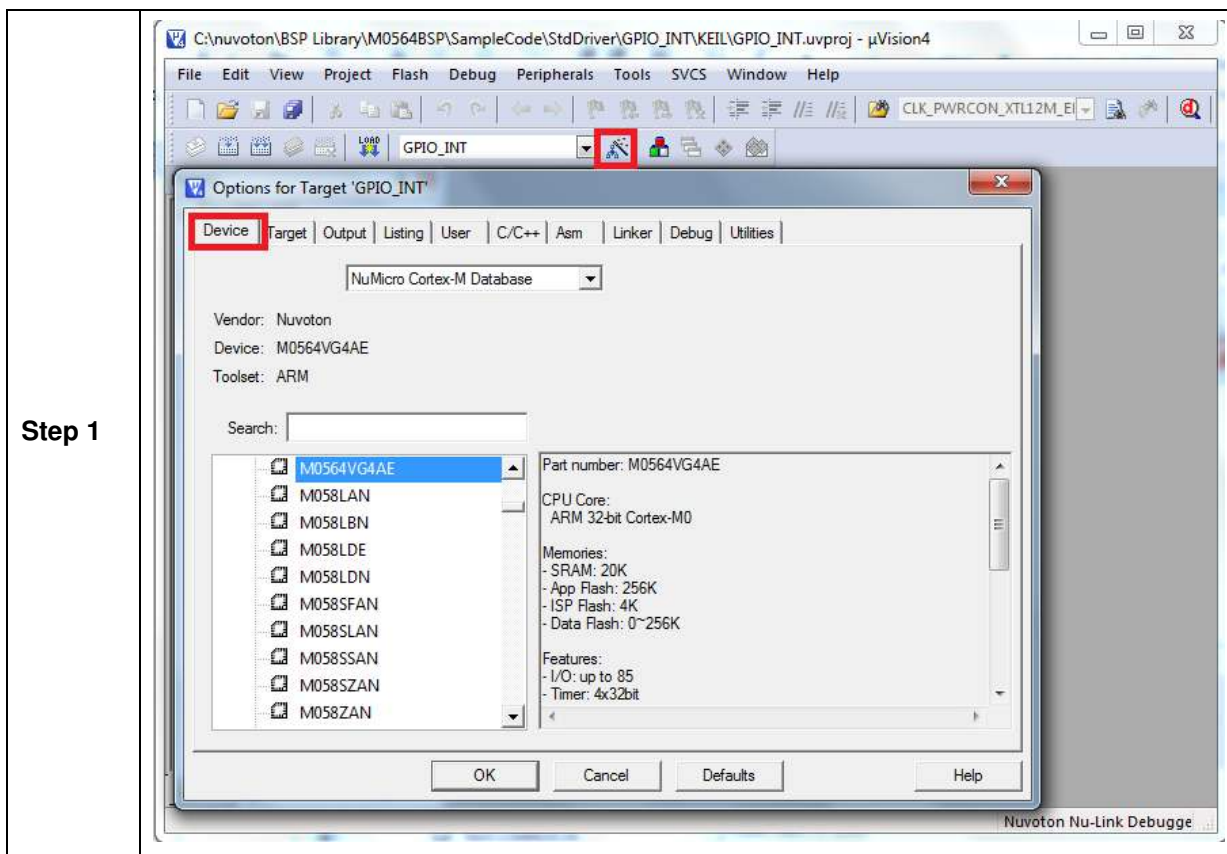 Step 1
C:\nuvoton\BSP Library\M0564BSP\SampleCode\StdDriver\GPIO_INT\KEIL\GPIO_INT.uvproj - µVision4
File Edit View Project Flash Debug Peripherals Tools SVCS Window Help
CLK_PWRCON_XTL12M_E
LOAD GPIO_INT
Options for Target 'GPIO_INT'
Device Target Output Listing User C/C++ Asm Linker Debug Utilities
NuMicro Cortex-M Database
Vendor: Nuvoton
Device: M0564VG4AE
Toolset: ARM
Search:
M0564VG4AE
M058LAN
M058LBN
M058LDE
M058LDN
M058SFAN
M058SLAN
M058SSAN
M058SZAN
M058ZAN
Part number: M0564VG4AE
CPU Core:
ARM 32-bit Cortex-M0
Memories:
- SRAM: 20K
- App Flash: 256K
- ISP Flash: 4K
- Data Flash: 0~256K
Features:
- I/O: up to 85
- Timer: 4x32bit
OK Cancel Defaults Help
Nuvoton Nu-Link Debugge